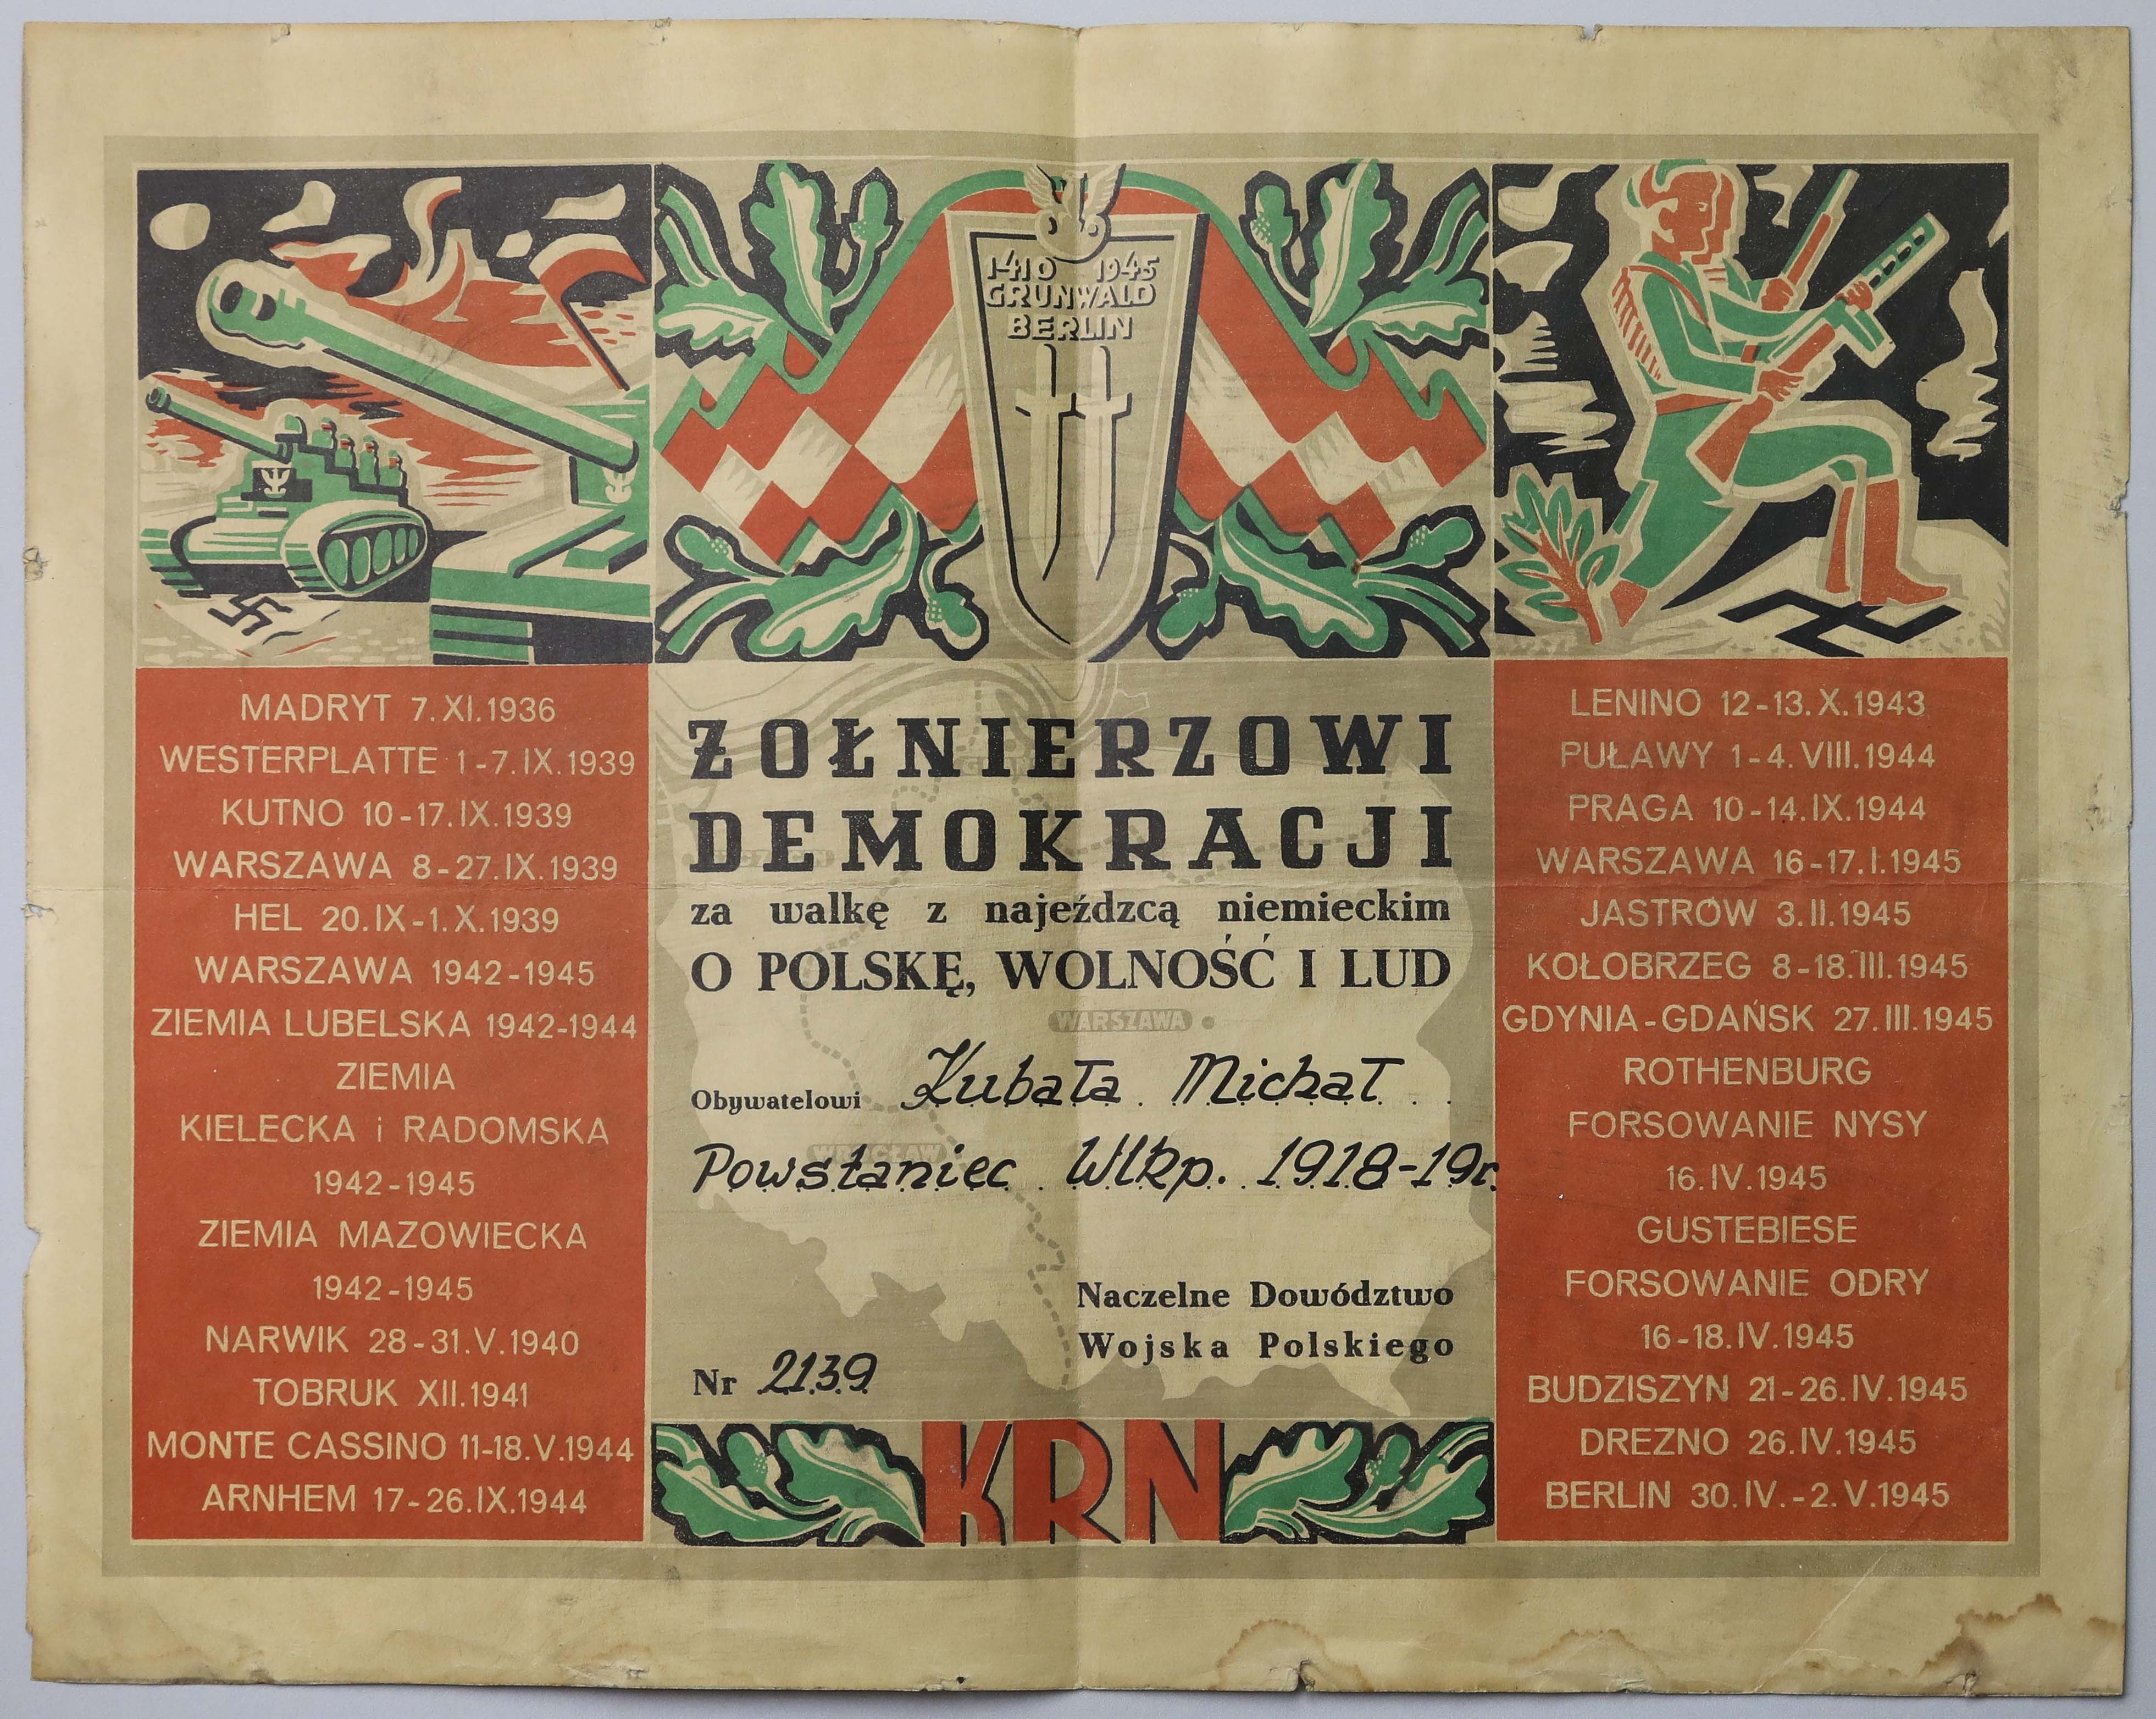 1410 1945
GRUNWALD
BERLIN
MADRYT 7.XI.1936
WESTERPLATTE 1-7.IX.1939
KUTNO 10-17.IX.1939
WARSZAWA 8-27.IX.1939
HEL 20.IX-1.X.1939
WARSZAWA 1942-1945
ZIEMIA LUBELSKA 1942-1944
ZIEMIA
KIELECKA i RADOMSKA
1942-1945
ZIEMIA MAZOWIECKA
1942-1945
NARWIK 28-31.V.1940
TOBRUK XII.1941
MONTE CASSINO 11-18.V.1944
ARNHEM 17-26.IX.1944
ŻOŁNIERZOWI
DEMOKRACJI
za walkę z najeźdzcą niemieckim
O POLSKĘ, WOLNOŚĆ I LUD
WARSZAWA
Obywatelowi Kubała Michał
WROCŁAW
Powstaniec Wlkp. 1918-19r.
Naczelne Dowództwo
Wojska Polskiego
Nr 2139
KRN
LENINO 12-13.X.1943
PUŁAWY 1-4.VIII.1944
PRAGA 10-14.IX.1944
WARSZAWA 16-17.I.1945
JASTRÓW 3.II.1945
KOŁOBRZEG 8-18.III.1945
GDYNIA-GDAŃSK 27.III.1945
ROTHENBURG
FORSOWANIE NYSY
16.IV.1945
GUSTEBIESE
FORSOWANIE ODRY
16-18.IV.1945
BUDZISZYN 21-26.IV.1945
DREZNO 26.IV.1945
BERLIN 30.IV.-2.V.1945